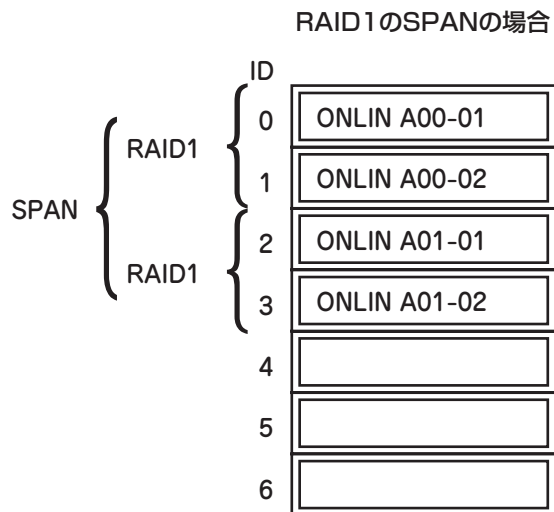 RAID1のSPANの場合
ID
0 ONLIN A00-01
RAID1
1 ONLIN A00-02
SPAN
2 ONLIN A01-01
RAID1
3 ONLIN A01-02
4
5
6